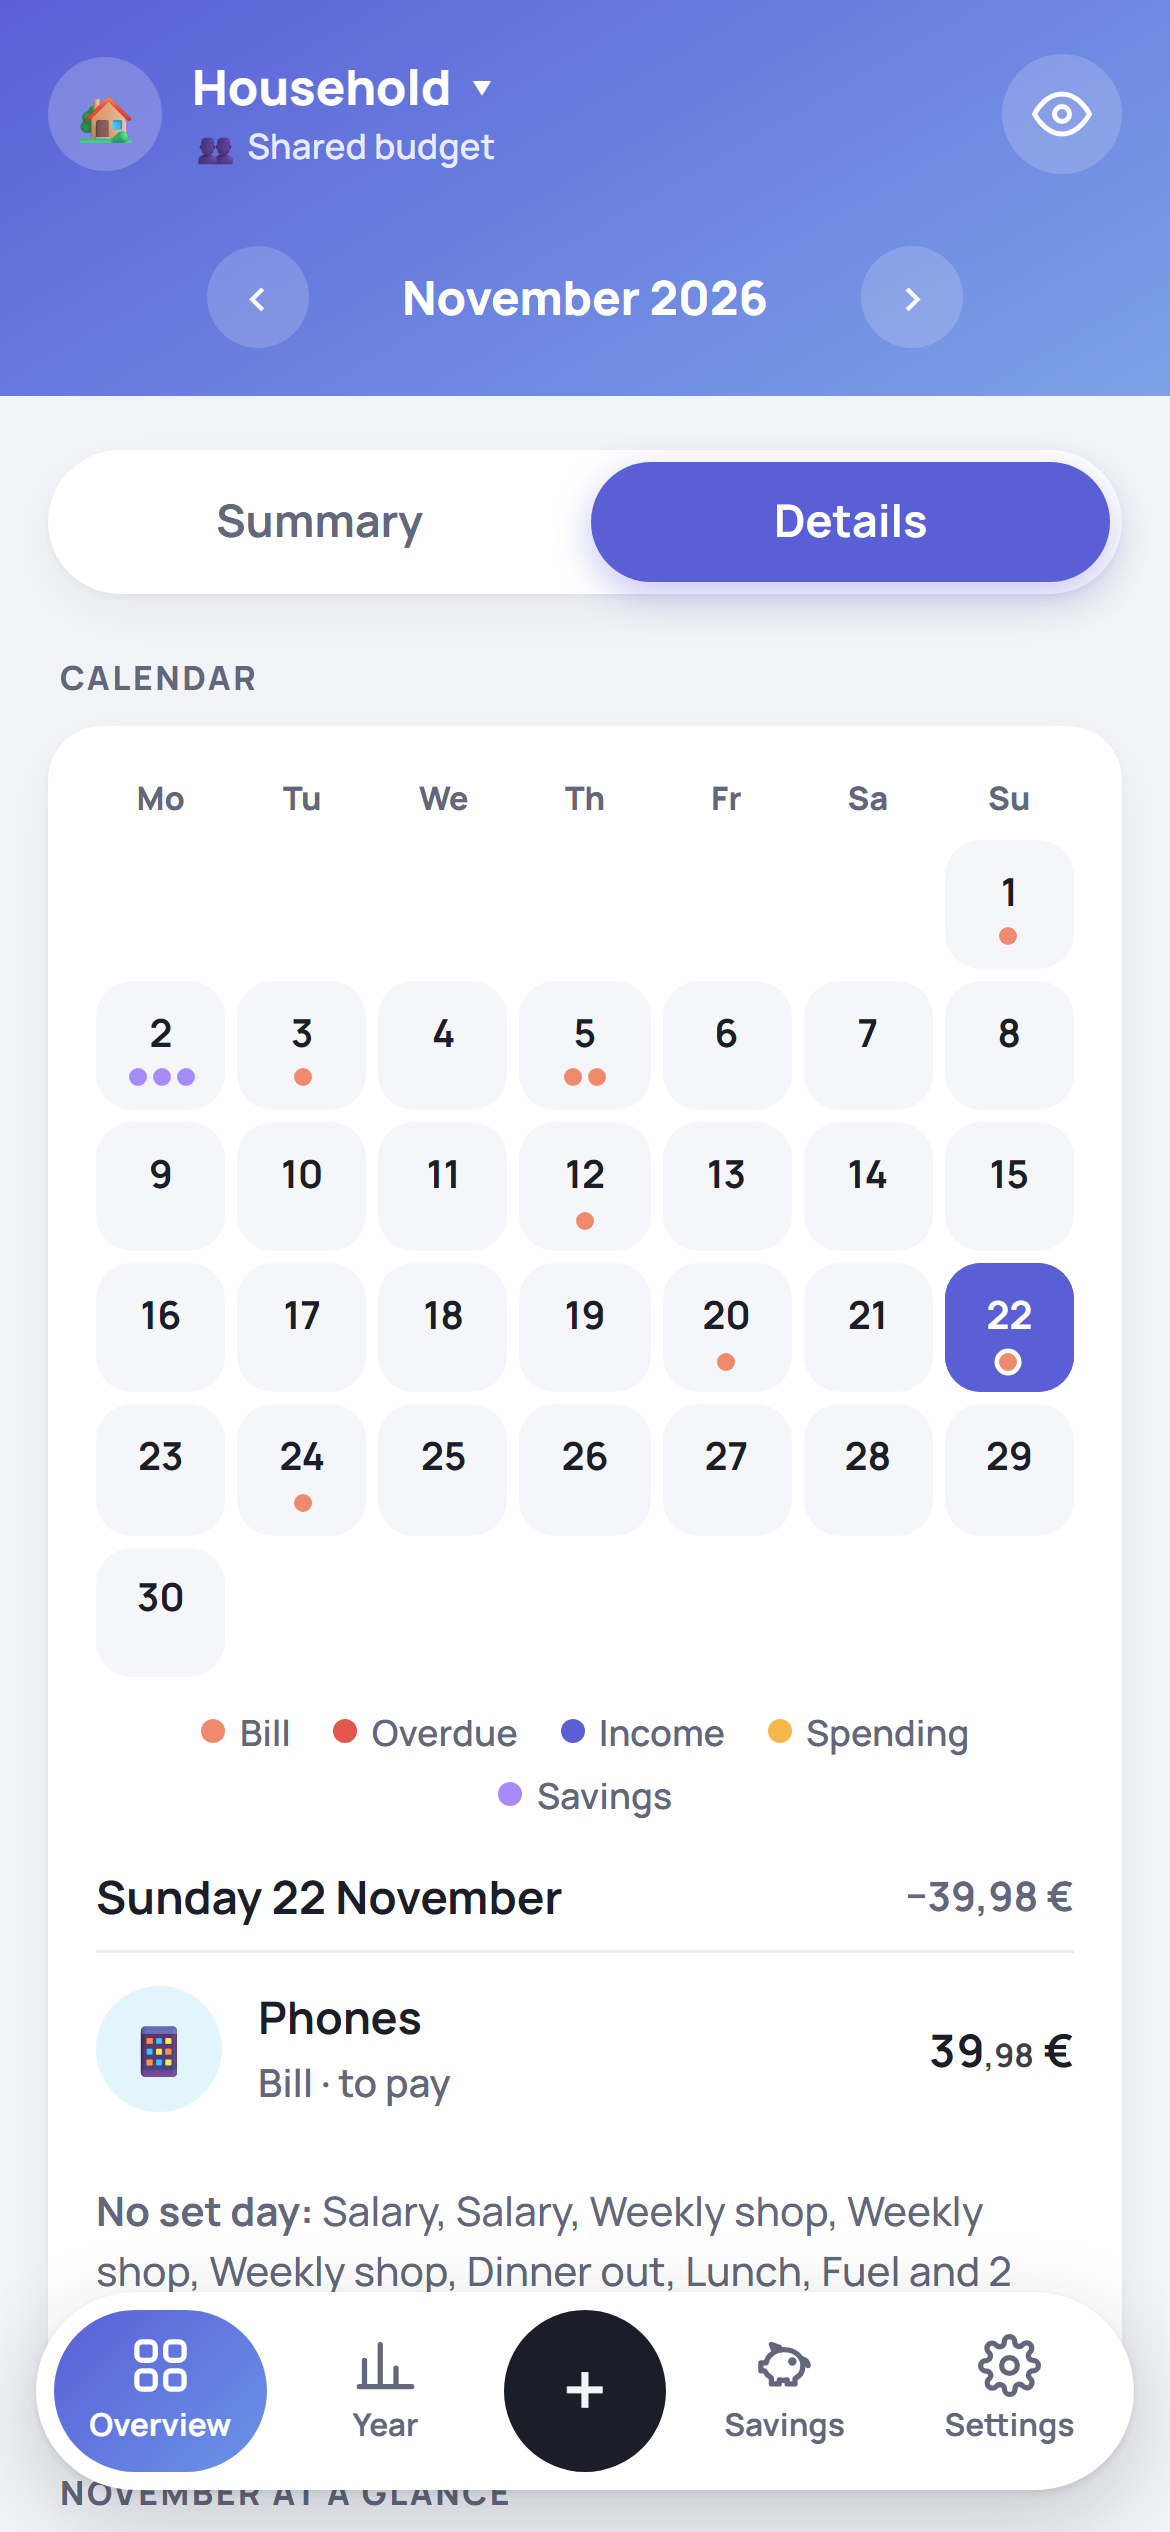 Household ▼
Shared budget
‹ November 2026 ›
Summary Details
CALENDAR
Mo Tu We Th Fr Sa Su
1
2 3 4 5 6 7 8
9 10 11 12 13 14 15
16 17 18 19 20 21 22
23 24 25 26 27 28 29
30
Bill Overdue Income Spending
Savings
Sunday 22 November −39,98 €
Phones
Bill · to pay
39,98 €
No set day: Salary, Salary, Weekly shop, Weekly
shop, Weekly shop, Dinner out, Lunch, Fuel and 2
+
Overview Year Savings Settings
NOVEMBER AT A GLANCE